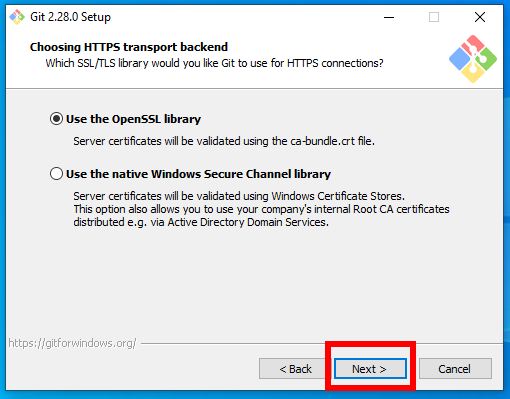 Git 2.28.0 Setup
Choosing HTTPS transport backend
Which SSL/TLS library would you like Git to use for HTTPS connections?
Use the OpenSSL library
Server certificates will be validated using the ca-bundle.crt file.
Use the native Windows Secure Channel library
Server certificates will be validated using Windows Certificate Stores.
This option also allows you to use your company's internal Root CA certificates
distributed e.g. via Active Directory Domain Services.
https://gitforwindows.org/
< Back
Next >
Cancel